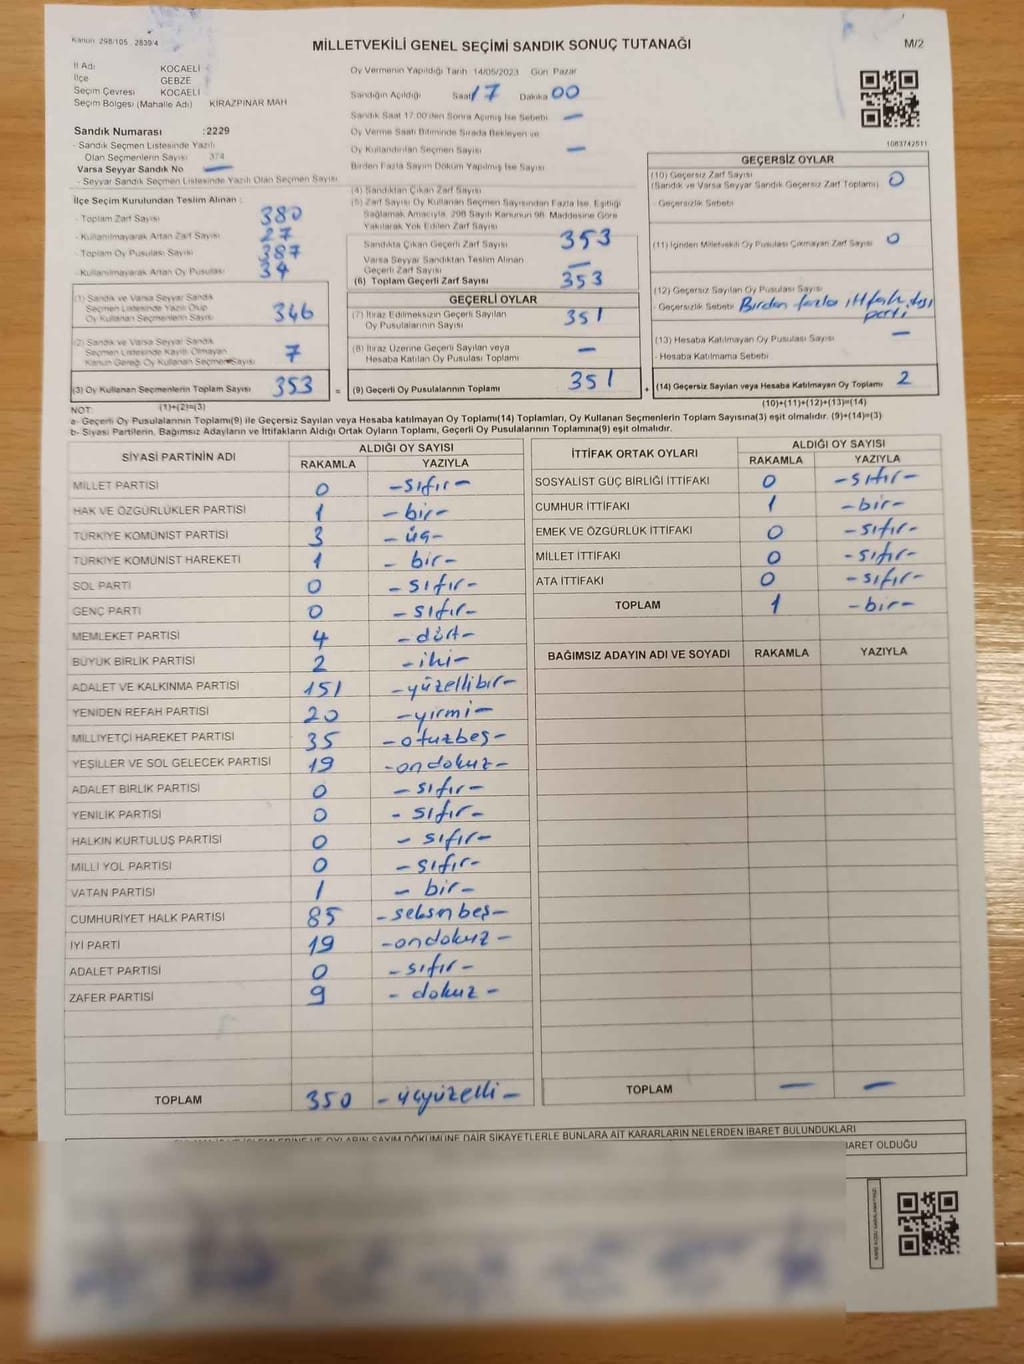 Kanun 298/105 2839/4
MİLLETVEKİLİ GENEL SEÇİMİ SANDIK SONUÇ TUTANAĞI
M/2
İl Adı KOCAELİ
İlçe GEBZE
Seçim Çevresi KOCAELİ
Seçim Bölgesi (Mahalle Adı) KİRAZPINAR MAH
Sandık Numarası :2229
- Sandık Seçmen Listesinde Yazılı
Olan Seçmenlerin Sayısı 374
Varsa Seyyar Sandık No —
- Seyyar Sandık Seçmen Listesinde Yazılı Olan Seçmen Sayısı
İlçe Seçim Kurulundan Teslim Alınan :
- Toplam Zarf Sayısı 380
- Kullanılmayarak Artan Zarf Sayısı 27
- Toplam Oy Pusulası Sayısı 387
- Kullanılmayarak Artan Oy Pusulası 34
(1) Sandık ve Varsa Seyyar Sandık
Seçmen Listesinde Yazılı Olup
Oy Kullanan Seçmenlerin Sayısı 346
(2) Sandık ve Varsa Seyyar Sandık
Seçmen Listesinde Kayıtlı Olmayan
Kanun Gereği Oy Kullanan Seçmen Sayısı 7
(3) Oy Kullanan Seçmenlerin Toplam Sayısı 353 =
(1)+(2)=(3)
Oy Vermenin Yapıldığı Tarih 14/05/2023 Gün Pazar
Sandığın Açıldığı Saat 17 Dakika 00
Sandık Saat 17.00'den Sonra Açılmış İse Sebebi —
Oy Verme Saati Bitiminde Sırada Bekleyen ve
Oy Kullandırılan Seçmen Sayısı —
Birden Fazla Sayım Döküm Yapılmış İse Sayısı
(4) Sandıktan Çıkan Zarf Sayısı
(5) Zarf Sayısı Oy Kullanan Seçmen Sayısından Fazla İse, Eşitliği
Sağlamak Amacıyla, 298 Sayılı Kanunun 98. Maddesine Göre
Yakılarak Yok Edilen Zarf Sayısı
Sandıkta Çıkan Geçerli Zarf Sayısı 353
Varsa Seyyar Sandıktan Teslim Alınan
Geçerli Zarf Sayısı —
(6) Toplam Geçerli Zarf Sayısı 353
GEÇERLİ OYLAR
(7) İtiraz Edilmeksizin Geçerli Sayılan
Oy Pusulalarının Sayısı 351
(8) İtiraz Üzerine Geçerli Sayılan veya
Hesaba Katılan Oy Pusulası Toplamı —
(9) Geçerli Oy Pusulalarının Toplamı 351 +
1083742511
GEÇERSİZ OYLAR
(10) Geçersiz Zarf Sayısı
(Sandık ve Varsa Seyyar Sandık Geçersiz Zarf Toplamı) 0
- Geçersizlik Sebebi
(11) İçinden Milletvekili Oy Pusulası Çıkmayan Zarf Sayısı 0
(12) Geçersiz Sayılan Oy Pusulası Sayısı
- Geçersizlik Sebebi Birden fazla ittifak dışı
parti
(13) Hesaba Katılmayan Oy Pusulası Sayısı —
- Hesaba Katılmama Sebebi
(14) Geçersiz Sayılan veya Hesaba Katılmayan Oy Toplamı 2
(10)+(11)+(12)+(13)=(14)
NOT:
a- Geçerli Oy Pusulalarının Toplamı(9) ile Geçersiz Sayılan veya Hesaba katılmayan Oy Toplamı(14) Toplamları, Oy Kullanan Seçmenlerin Toplam Sayısına(3) eşit olmalıdır. (9)+(14)=(3)
b- Siyasi Partilerin, Bağımsız Adayların ve İttifakların Aldığı Ortak Oyların Toplamı, Geçerli Oy Pusulalarının Toplamına(9) eşit olmalıdır.
SİYASİ PARTİNİN ADI ALDIĞI OY SAYISI
RAKAMLA YAZIYLA
MİLLET PARTİSİ 0 -sıfır-
HAK VE ÖZGÜRLÜKLER PARTİSİ 1 -bir-
TÜRKİYE KOMÜNİST PARTİSİ 3 -üç-
TÜRKİYE KOMÜNİST HAREKETİ 1 - bir-
SOL PARTİ 0 -sıfır-
GENÇ PARTİ 0 -sıfır-
MEMLEKET PARTİSİ 4 -dört-
BÜYÜK BİRLİK PARTİSİ 2 -iki-
ADALET VE KALKINMA PARTİSİ 151 -yüzellibir-
YENİDEN REFAH PARTİSİ 20 -yirmi-
MİLLİYETÇİ HAREKET PARTİSİ 35 -otuzbeş-
YEŞİLLER VE SOL GELECEK PARTİSİ 19 -ondokuz-
ADALET BİRLİK PARTİSİ 0 -sıfır-
YENİLİK PARTİSİ 0 - sıfır-
HALKIN KURTULUŞ PARTİSİ 0 - sıfır-
MİLLİ YOL PARTİSİ 0 -sıfır-
VATAN PARTİSİ 1 - bir-
CUMHURİYET HALK PARTİSİ 85 -seksenbeş-
İYİ PARTİ 19 -ondokuz-
ADALET PARTİSİ 0 -sıfır-
ZAFER PARTİSİ 9 - dokuz -
TOPLAM 350 -üçyüzelli-
İTTİFAK ORTAK OYLARI ALDIĞI OY SAYISI
RAKAMLA YAZIYLA
SOSYALİST GÜÇ BİRLİĞİ İTTİFAKI 0 -sıfır-
CUMHUR İTTİFAKI 1 -bir-
EMEK VE ÖZGÜRLÜK İTTİFAKI 0 -sıfır-
MİLLET İTTİFAKI 0 -sıfır-
ATA İTTİFAKI 0 -sıfır-
TOPLAM 1 -bir-
BAĞIMSIZ ADAYIN ADI VE SOYADI RAKAMLA YAZIYLA
TOPLAM — —
OYLARIN SAYIM DÖKÜMÜNE DAİR ŞİKAYETLERLE BUNLARA AİT KARARLARIN NELERDEN İBARET BULUNDUKLARI
İBARET OLDUĞU